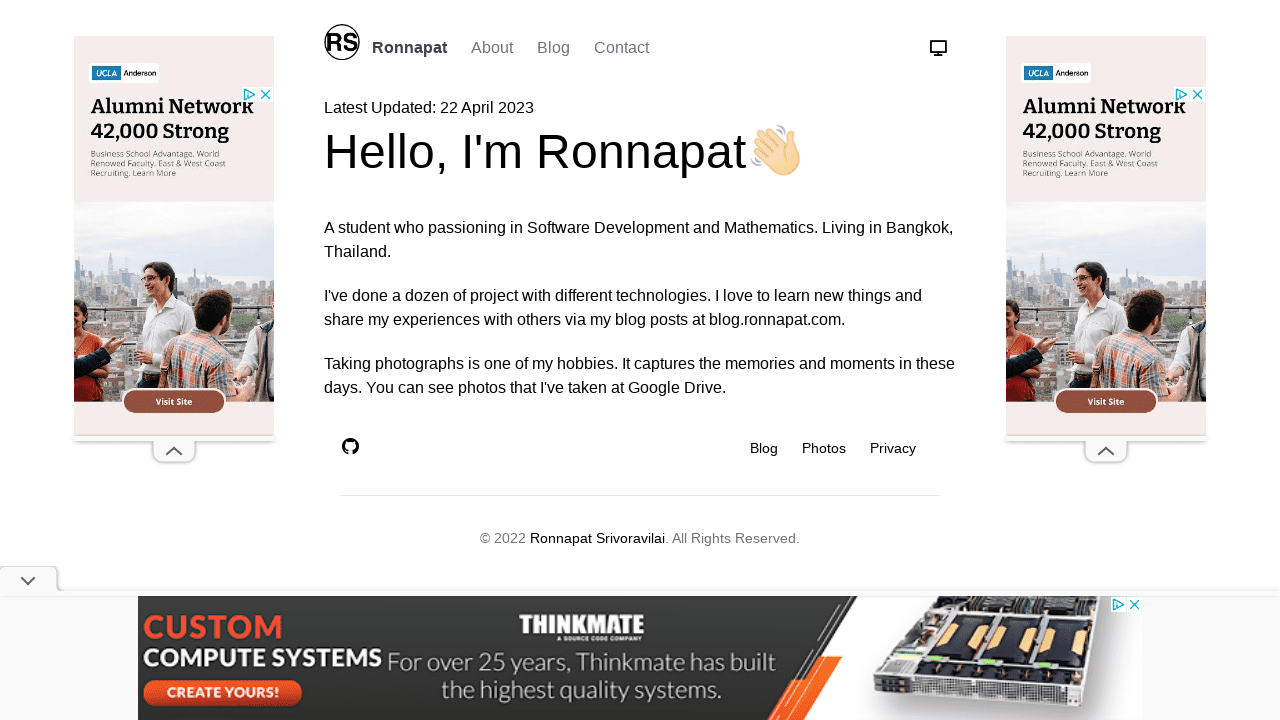 RS
Ronnapat About Blog Contact
Latest Updated: 22 April 2023
Hello, I'm Ronnapat
A student who passioning in Software Development and Mathematics. Living in Bangkok,
Thailand.
I've done a dozen of project with different technologies. I love to learn new things and
share my experiences with others via my blog posts at blog.ronnapat.com.
Taking photographs is one of my hobbies. It captures the memories and moments in these
days. You can see photos that I've taken at Google Drive.
Blog Photos Privacy
© 2022 Ronnapat Srivoravilai. All Rights Reserved.
UCLA Anderson
Alumni Network
42,000 Strong
Business School Advantage, World
Renowed Faculty. East & West Coast
Recruiting. Learn More
Visit Site
UCLA Anderson
Alumni Network
42,000 Strong
Business School Advantage, World
Renowed Faculty. East & West Coast
Recruiting. Learn More
Visit Site
CUSTOM
COMPUTE SYSTEMS
CREATE YOURS!
THINKMATE
A SOURCE CODE COMPANY
For over 25 years, Thinkmate has built
the highest quality systems.